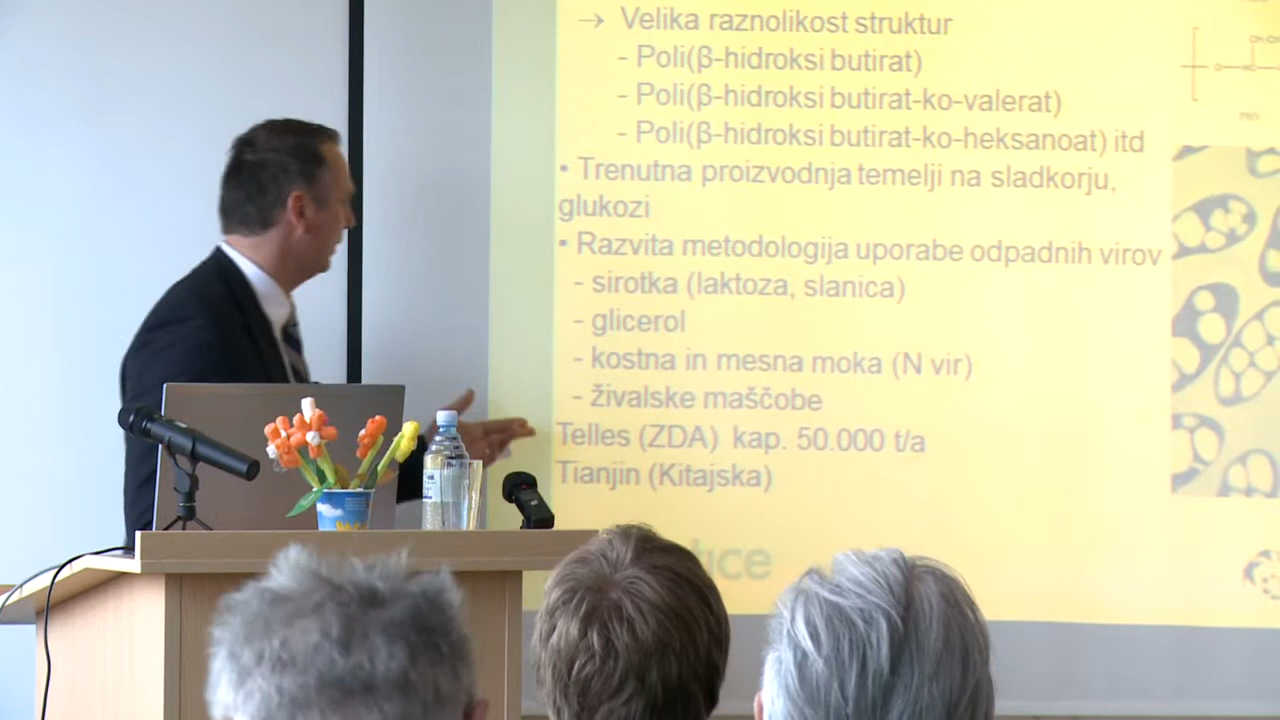 → Velika raznolikost struktur
- Poli(β-hidroksi butirat)
- Poli(β-hidroksi butirat-ko-valerat)
- Poli(β-hidroksi butirat-ko-heksanoat) itd
• Trenutna proizvodnja temelji na sladkorju,
glukozi
• Razvita metodologija uporabe odpadnih virov
- sirotka (laktoza, slanica)
- glicerol
- kostna in mesna moka (N vir)
- živalske maščobe
Telles (ZDA) kap. 50.000 t/a
Tianjin (Kitajska)